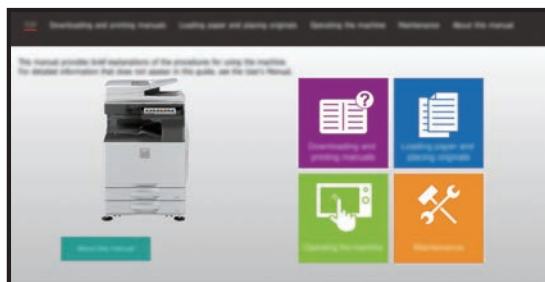 Downloading and printing manuals Loading paper and placing originals Operating the machine Maintenance About this manual
This manual provides brief explanations of the procedures for using the machine.
For detailed information that does not appear in this guide, see the User's Manual.
?
Downloading and
printing manuals
Loading paper and
placing originals
Operating the machine
Maintenance
About this manual